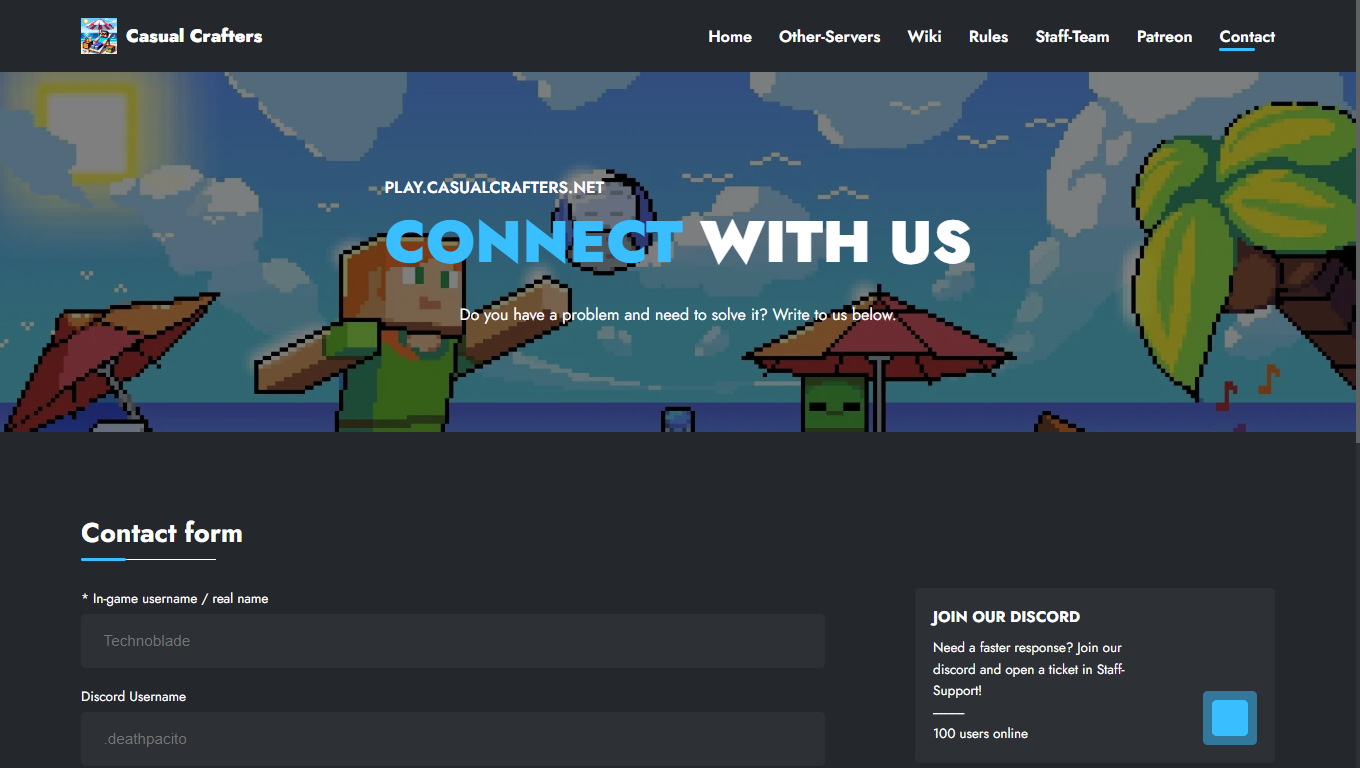 Casual Crafters
Home Other-Servers Wiki Rules Staff-Team Patreon Contact
PLAY.CASUALCRAFTERS.NET
CONNECT WITH US
Do you have a problem and need to solve it? Write to us below.
Contact form
* In-game username / real name
Technoblade
Discord Username
.deathpacito
JOIN OUR DISCORD
Need a faster response? Join our
discord and open a ticket in Staff-
Support!
100 users online